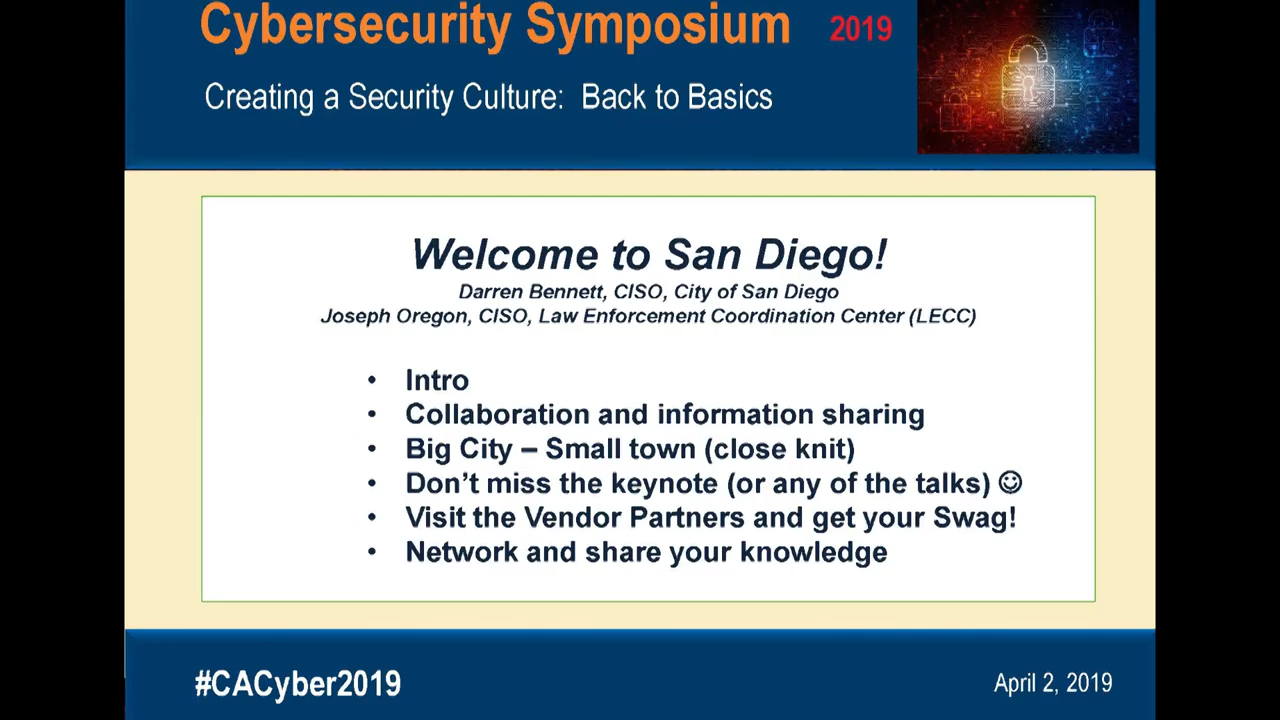 Cybersecurity Symposium 2019
Creating a Security Culture: Back to Basics
Welcome to San Diego!
Darren Bennett, CISO, City of San Diego
Joseph Oregon, CISO, Law Enforcement Coordination Center (LECC)
• Intro
• Collaboration and information sharing
• Big City – Small town (close knit)
• Don't miss the keynote (or any of the talks) ☺
• Visit the Vendor Partners and get your Swag!
• Network and share your knowledge
#CACyber2019
April 2, 2019